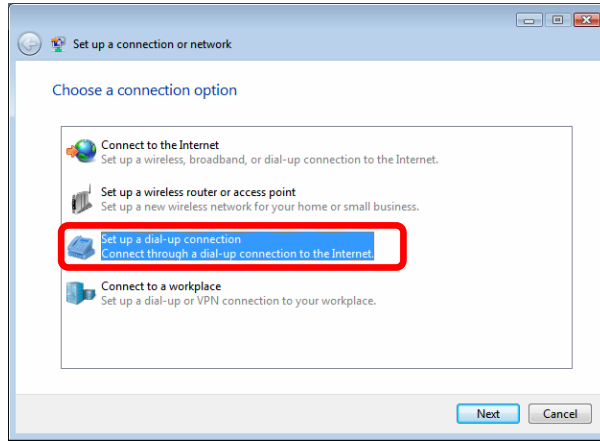 Set up a connection or network
Choose a connection option
Connect to the Internet
Set up a wireless, broadband, or dial-up connection to the Internet.
Set up a wireless router or access point
Set up a new wireless network for your home or small business.
Set up a dial-up connection
Connect through a dial-up connection to the Internet.
Connect to a workplace
Set up a dial-up or VPN connection to your workplace.
Next Cancel